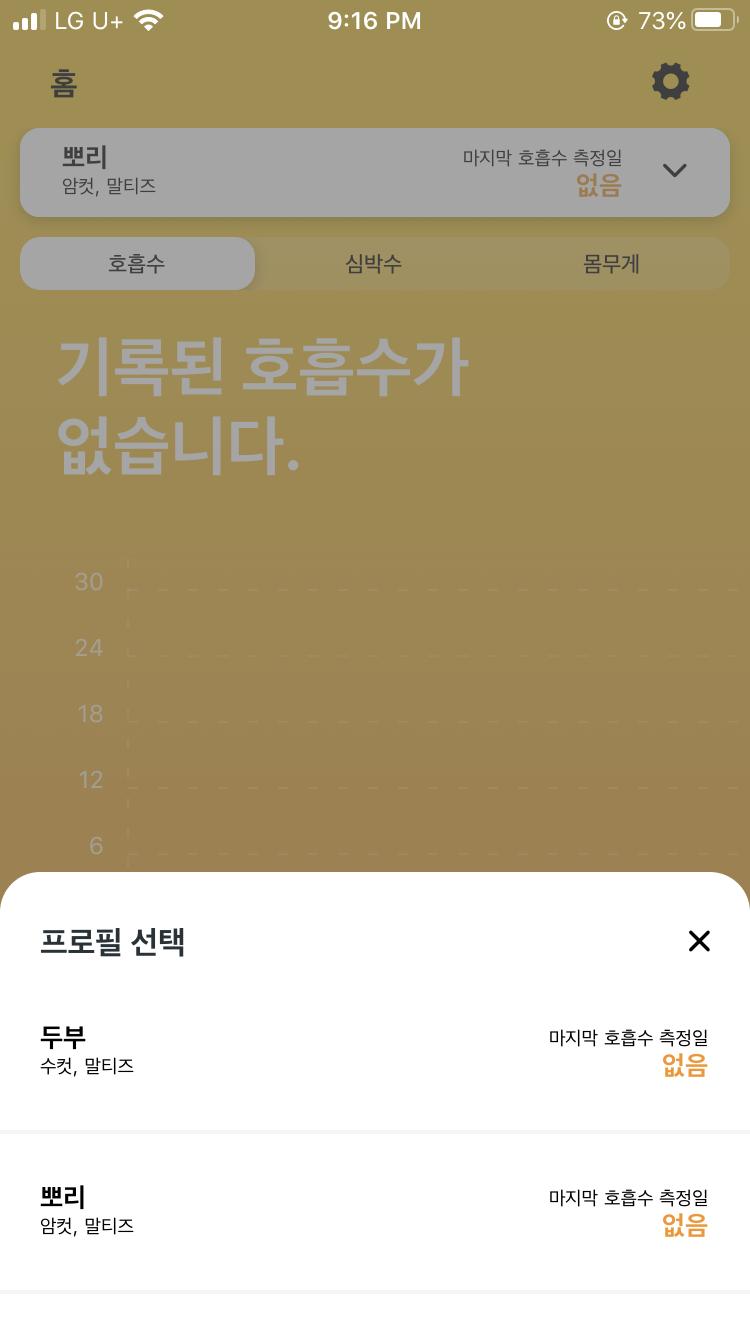 LG U+ 9:16 PM 73%
홈
뽀리 마지막 호흡수 측정일
암컷, 말티즈 없음
호흡수 심박수 몸무게
기록된 호흡수가
없습니다.
30
24
18
12
6
프로필 선택
두부 마지막 호흡수 측정일
수컷, 말티즈 없음
뽀리 마지막 호흡수 측정일
암컷, 말티즈 없음